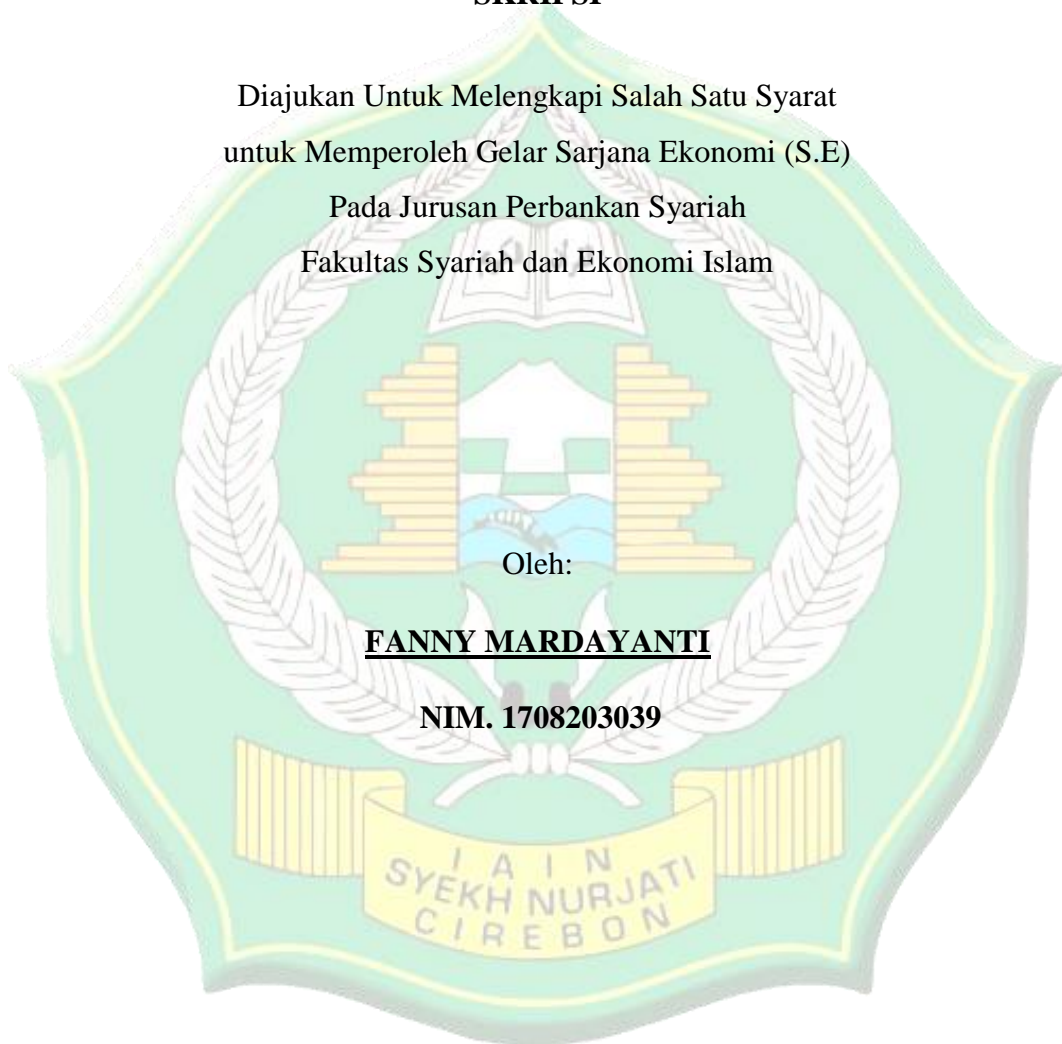 SKRIPSI
Diajukan Untuk Melengkapi Salah Satu Syarat
untuk Memperoleh Gelar Sarjana Ekonomi (S.E)
Pada Jurusan Perbankan Syariah
Fakultas Syariah dan Ekonomi Islam
Oleh:
FANNY MARDAYANTI
NIM. 1708203039
IAIN
SYEKH NURJATI
CIREBON